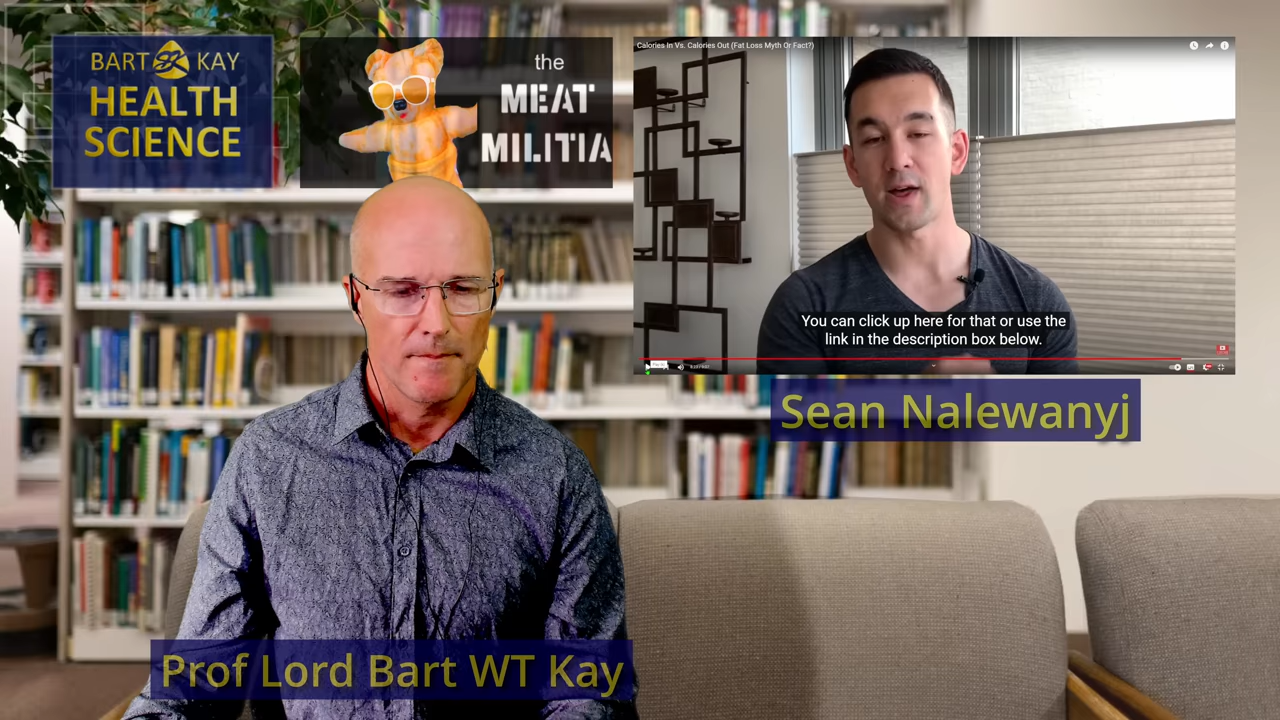 BART KAY
HEALTH
SCIENCE
the
MEAT
MILITIA
Calories In Vs. Calories Out (Fat Loss Myth Or Fact?)
You can click up here for that or use the
link in the description box below.
Sean Nalewanyj
Prof Lord Bart WT Kay